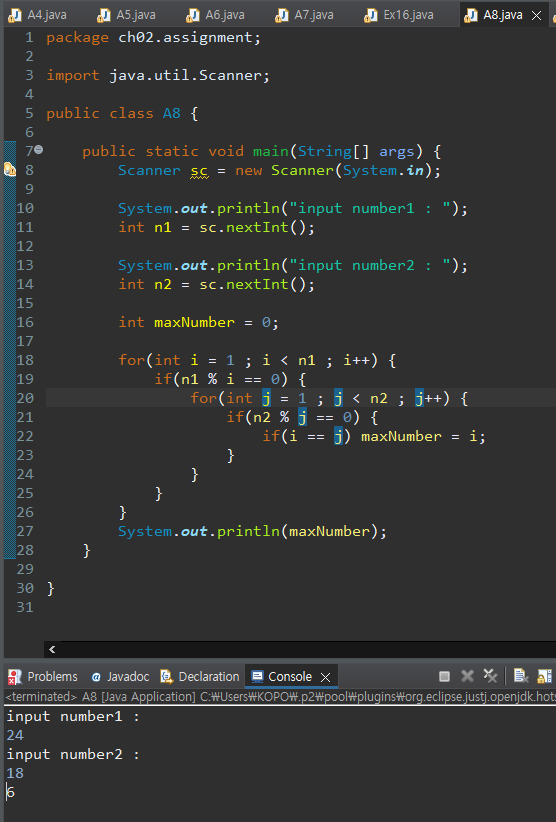 A4.java A5.java A6.java A7.java Ex16.java A8.java
1 package ch02.assignment;
2
3 import java.util.Scanner;
4
5 public class A8 {
6
7 public static void main(String[] args) {
8 Scanner sc = new Scanner(System.in);
9
10 System.out.println("input number1 : ");
11 int n1 = sc.nextInt();
12
13 System.out.println("input number2 : ");
14 int n2 = sc.nextInt();
15
16 int maxNumber = 0;
17
18 for(int i = 1 ; i < n1 ; i++) {
19 if(n1 % i == 0) {
20 for(int j = 1 ; j < n2 ; j++) {
21 if(n2 % j == 0) {
22 if(i == j) maxNumber = i;
23 }
24 }
25 }
26 }
27 System.out.println(maxNumber);
28 }
29
30 }
31
Problems Javadoc Declaration Console
<terminated> A8 [Java Application] C:₩Users₩KOPO₩.p2₩pool₩plugins₩org.eclipse.justj.openjdk.hots
input number1 :
24
input number2 :
18
6